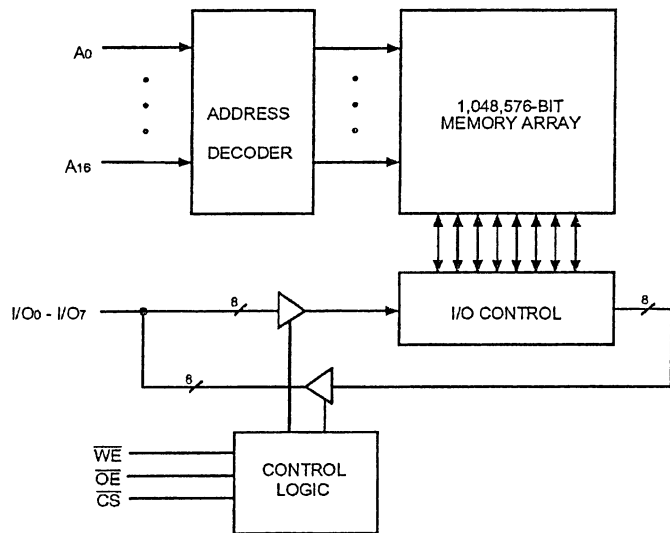 A0
A16
ADDRESS
DECODER
1,048,576-BIT
MEMORY ARRAY
I/O0 - I/O7
8
8
I/O CONTROL
8
WE
OE
CS
CONTROL
LOGIC